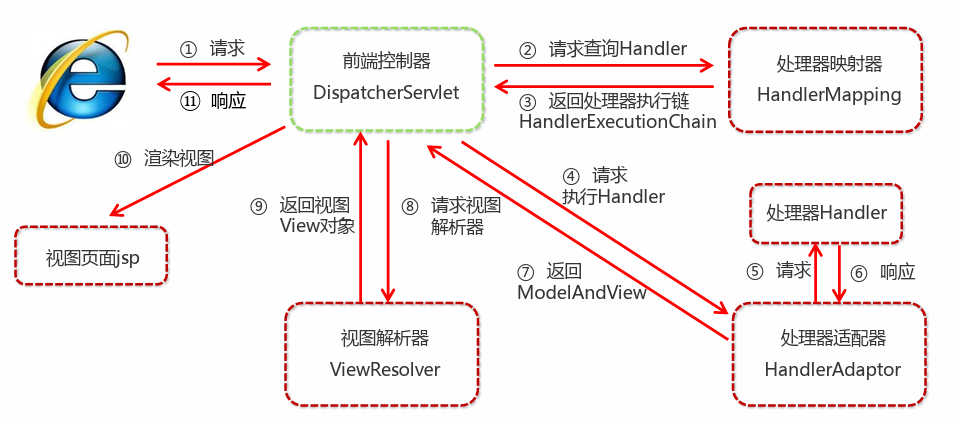 ① 请求
⑪ 响应
前端控制器
DispatcherServlet
② 请求查询Handler
③ 返回处理器执行链
HandlerExecutionChain
处理器映射器
HandlerMapping
⑩ 渲染视图
视图页面jsp
⑨ 返回视图
View对象
⑧ 请求视图
解析器
④ 请求
执行Handler
⑦ 返回
ModelAndView
处理器Handler
⑤ 请求
⑥ 响应
视图解析器
ViewResolver
处理器适配器
HandlerAdaptor